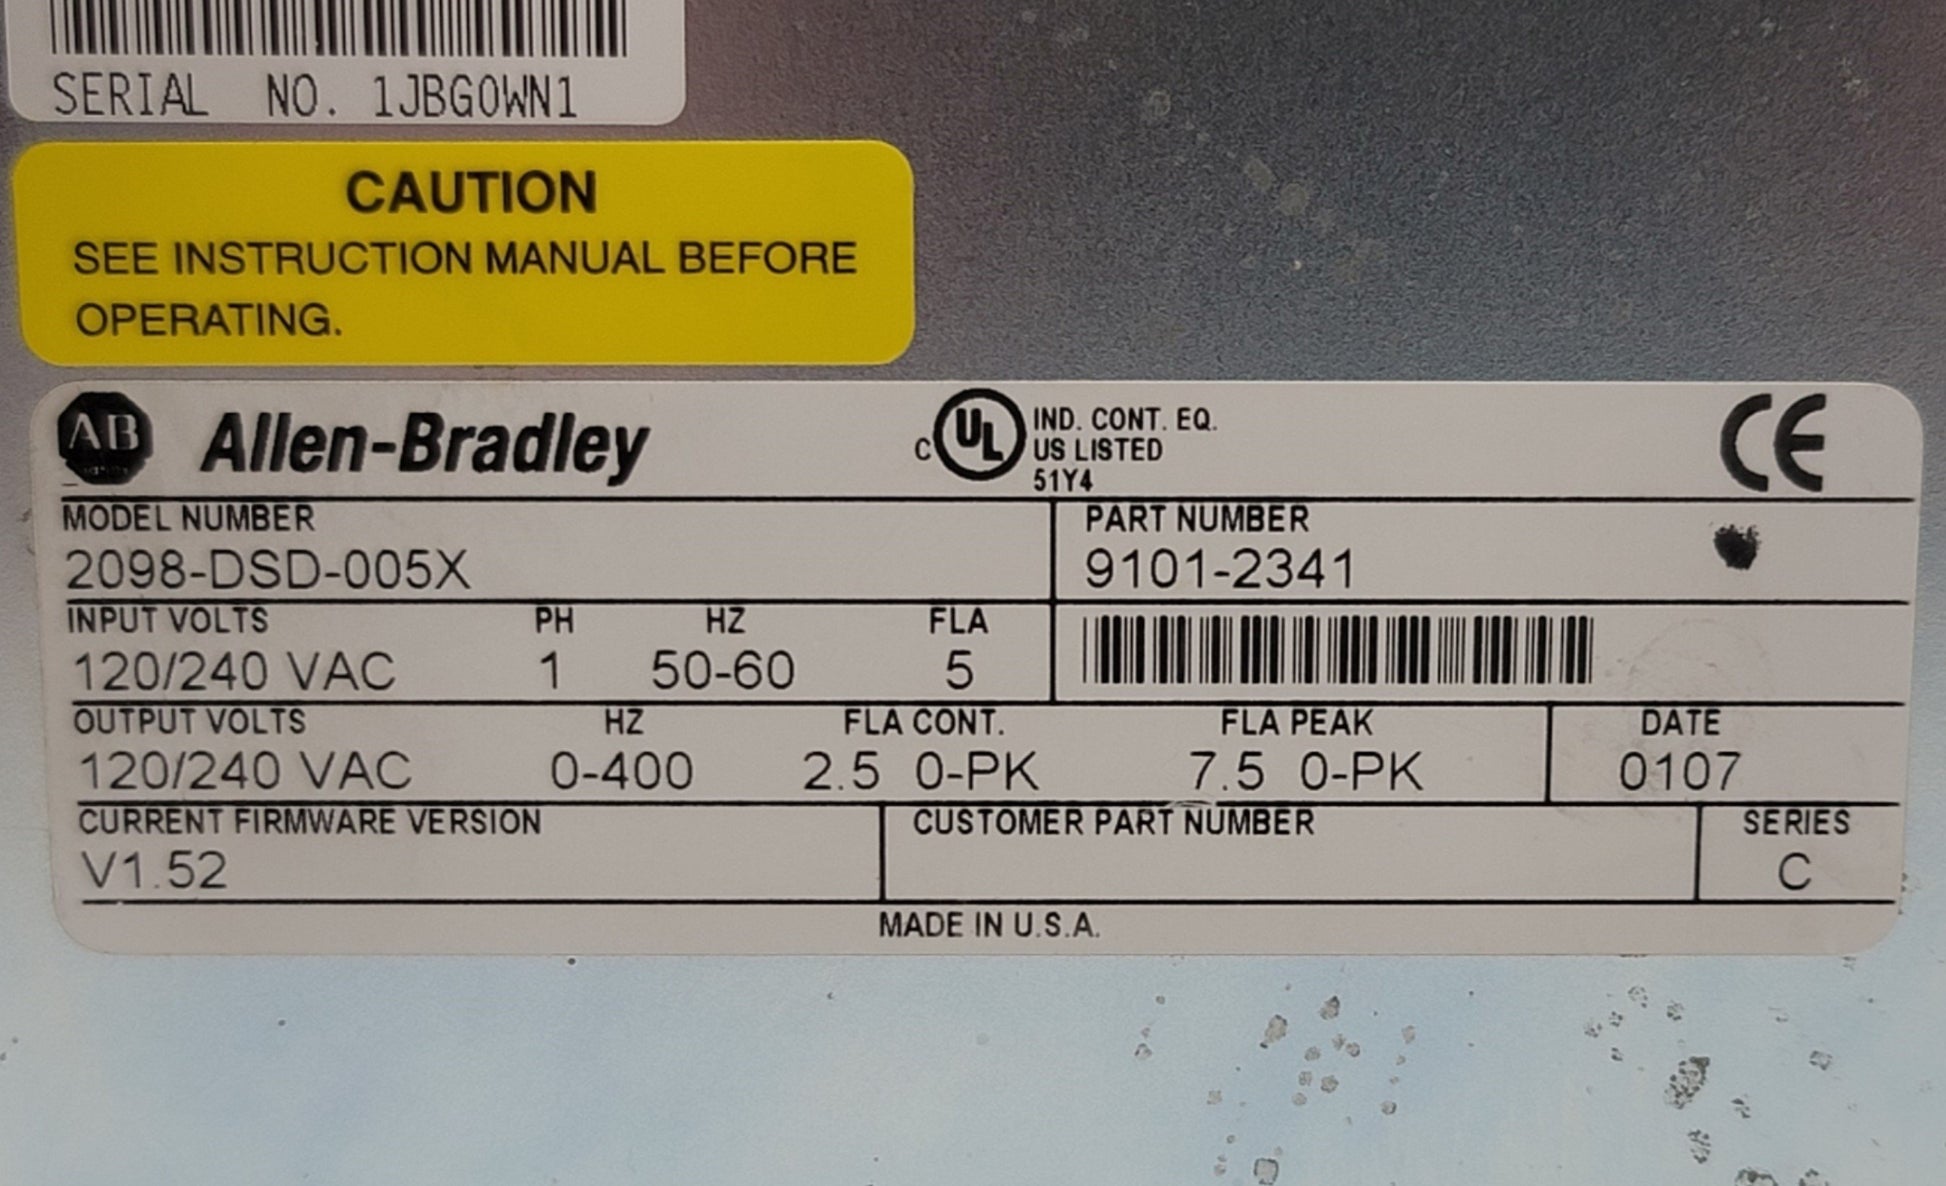 SERIAL NO. 1JBG0WN1
CAUTION
SEE INSTRUCTION MANUAL BEFORE
OPERATING.
AB Allen-Bradley
C UL IND. CONT. EQ.
US LISTED
51Y4
CE
MODEL NUMBER PART NUMBER
2098-DSD-005X 9101-2341
INPUT VOLTS PH HZ FLA
120/240 VAC 1 50-60 5
OUTPUT VOLTS HZ FLA CONT. FLA PEAK DATE
120/240 VAC 0-400 2.5 0-PK 7.5 0-PK 0107
CURRENT FIRMWARE VERSION CUSTOMER PART NUMBER SERIES
V1.52 C
MADE IN U.S.A.